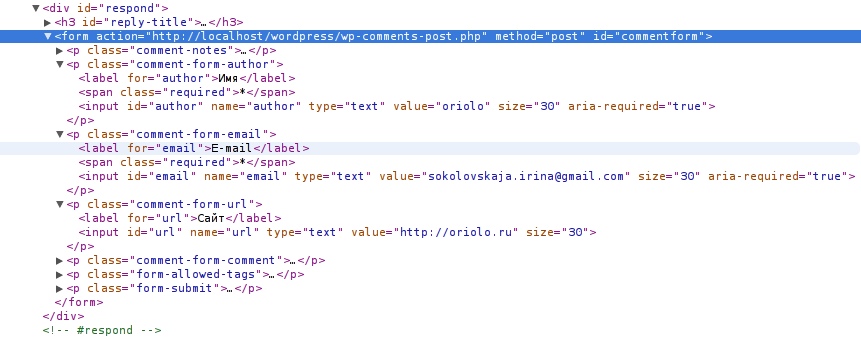 ▼<div id="respond">
▶<h3 id="reply-title">…</h3>
▼<form action="http://localhost/wordpress/wp-comments-post.php" method="post" id="commentform">
▶<p class="comment-notes">…</p>
▼<p class="comment-form-author">
<label for="author">Имя</label>
<span class="required">*</span>
<input id="author" name="author" type="text" value="oriolo" size="30" aria-required="true">
</p>
▼<p class="comment-form-email">
<label for="email">E-mail</label>
<span class="required">*</span>
<input id="email" name="email" type="text" value="sokolovskaja.irina@gmail.com" size="30" aria-required="true">
</p>
▼<p class="comment-form-url">
<label for="url">Сайт</label>
<input id="url" name="url" type="text" value="http://oriolo.ru" size="30">
</p>
▶<p class="comment-form-comment">…</p>
▶<p class="form-allowed-tags">…</p>
▶<p class="form-submit">…</p>
</form>
</div>
<!-- #respond -->